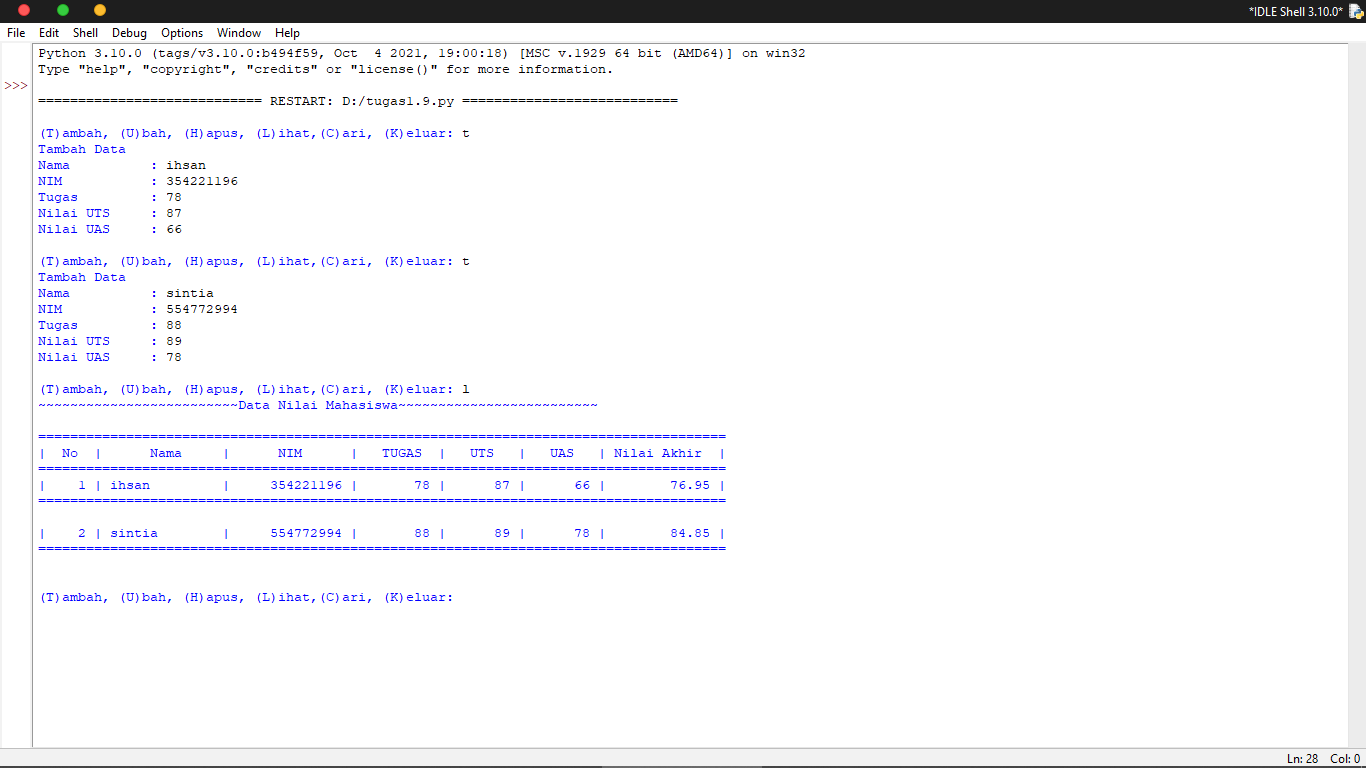 *IDLE Shell 3.10.0*
File Edit Shell Debug Options Window Help
Python 3.10.0 (tags/v3.10.0:b494f59, Oct  4 2021, 19:00:18) [MSC v.1929 64 bit (AMD64)] on win32
Type "help", "copyright", "credits" or "license()" for more information.
>>>
============================ RESTART: D:/tugas1.9.py ===========================
(T)ambah, (U)bah, (H)apus, (L)ihat,(C)ari, (K)eluar: t
Tambah Data
Nama          : ihsan
NIM           : 354221196
Tugas         : 78
Nilai UTS     : 87
Nilai UAS     : 66
(T)ambah, (U)bah, (H)apus, (L)ihat,(C)ari, (K)eluar: t
Tambah Data
Nama          : sintia
NIM           : 554772994
Tugas         : 88
Nilai UTS     : 89
Nilai UAS     : 78
(T)ambah, (U)bah, (H)apus, (L)ihat,(C)ari, (K)eluar: l
~~~~~~~~~~~~~~~~~~~~~~~~~Data Nilai Mahasiswa~~~~~~~~~~~~~~~~~~~~~~~~~
======================================================================================
|  No  |      Nama     |      NIM      |   TUGAS  |   UTS   |   UAS   | Nilai Akhir  |
======================================================================================
|    1 | ihsan         |     354221196 |       78 |      87 |      66 |        76.95 |
======================================================================================
|    2 | sintia        |     554772994 |       88 |      89 |      78 |        84.85 |
======================================================================================
(T)ambah, (U)bah, (H)apus, (L)ihat,(C)ari, (K)eluar:
Ln: 28 Col: 0